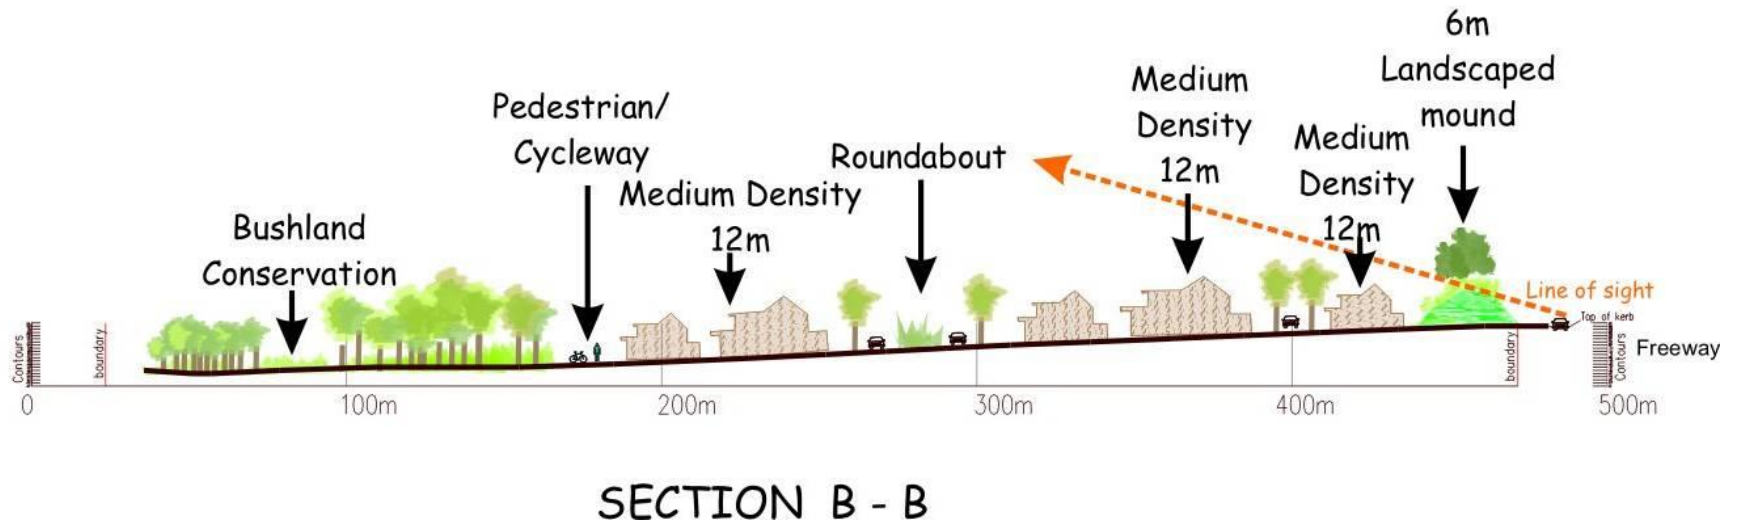 6m
Landscaped
mound
Medium
Density
12m
Medium
Density
12m
Pedestrian/
Cycleway
Roundabout
Medium Density
12m
Bushland
Conservation
Line of sight
Top of kerb
Freeway
Contours
boundary
boundary
Contours
0
100m
200m
300m
400m
500m
SECTION B - B